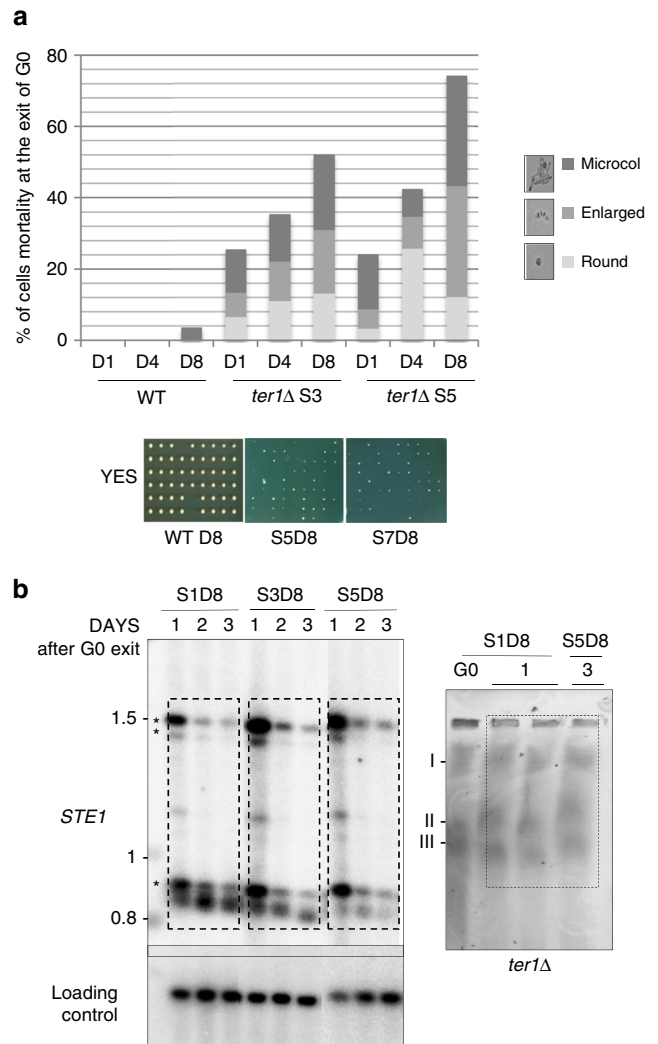 a
% of cells mortality at the exit of G0
80
60
40
20
0
D1 D4 D8 D1 D4 D8 D1 D4 D8
WT ter1Δ S3 ter1Δ S5
Microcol
Enlarged
Round
YES
WT D8 S5D8 S7D8
b
S1D8 S3D8 S5D8
DAYS 1 2 3 1 2 3 1 2 3
after G0 exit
1.5 - *
*
STE1
1 -
*
0.8 -
Loading
control
S1D8 S5D8
G0 1 3
I -
II -
III -
ter1Δ